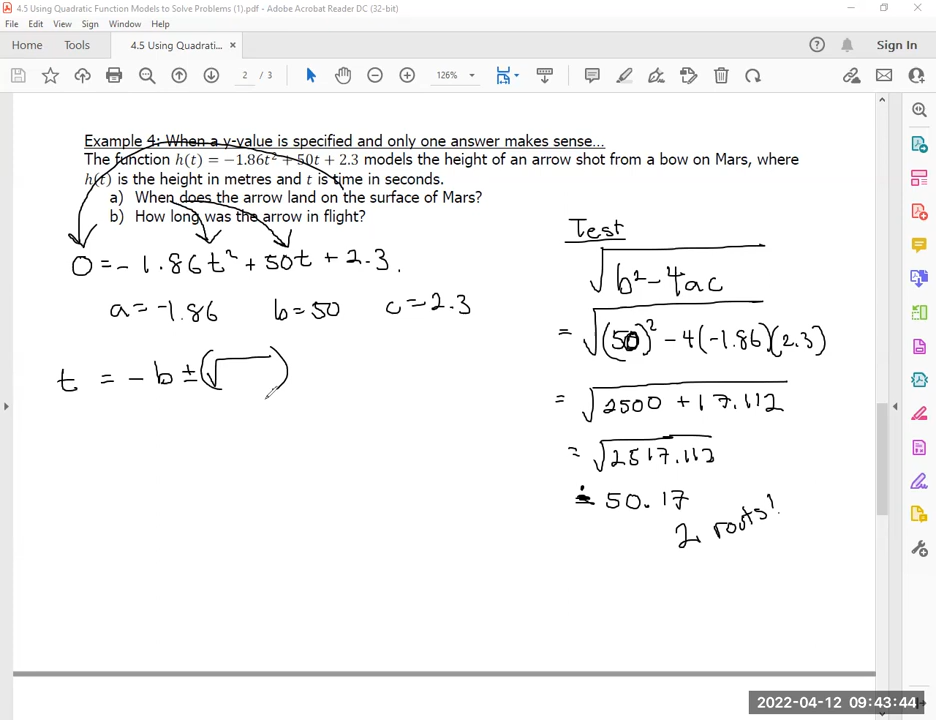 4.5 Using Quadratic Function Models to Solve Problems (1).pdf - Adobe Acrobat Reader DC (32-bit)
File Edit View Sign Window Help
Home Tools 4.5 Using Quadrati... × Sign In
2 / 3 126%
Example 4: When a y-value is specified and only one answer makes sense…
The function h(t) = −1.86t² + 50t + 2.3 models the height of an arrow shot from a bow on Mars, where
h(t) is the height in metres and t is time in seconds.
a) When does the arrow land on the surface of Mars?
b) How long was the arrow in flight?
0 = - 1.86t² + 50t + 2.3.
a = -1.86 b = 50 c = 2.3
t = - b ± (√ )
Test
√b² - 4ac
= √(50)² - 4(-1.86)(2.3)
= √2500 + 17.112
= √2517.112
≐ 50.17
2 roots!
2022-04-12 09:43:44